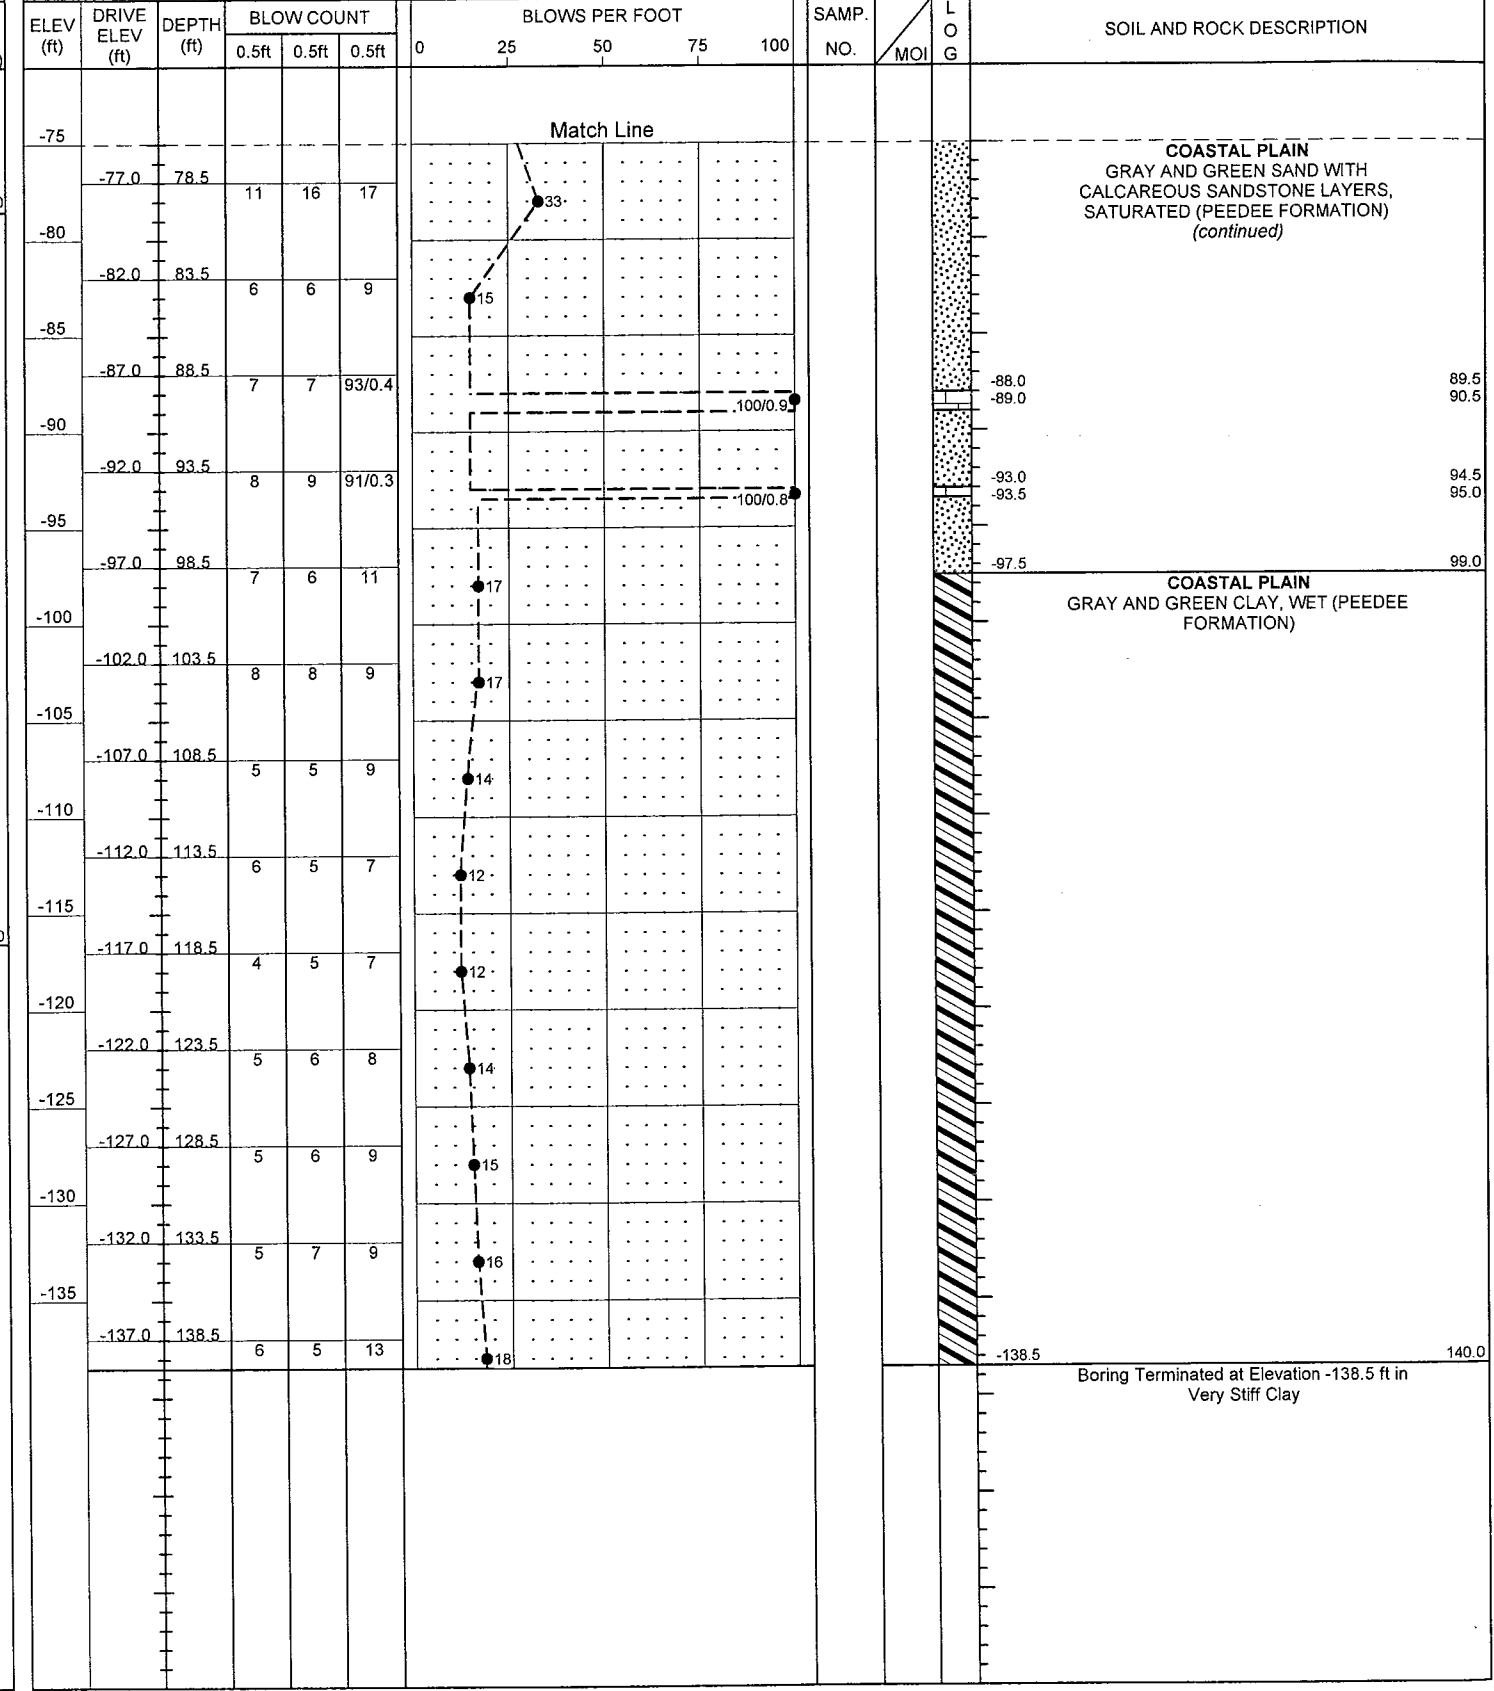 ELEV (ft) DRIVE ELEV (ft) DEPTH (ft) BLOW COUNT BLOWS PER FOOT SAMP. NO. MOI LOG SOIL AND ROCK DESCRIPTION
0.5ft 0.5ft 0.5ft 0 25 50 75 100
Match Line
-75
COASTAL PLAIN
GRAY AND GREEN SAND WITH
CALCAREOUS SANDSTONE LAYERS,
SATURATED (PEEDEE FORMATION)
(continued)
-77.0 78.5 11 16 17 33
-80
-82.0 83.5 6 6 9 15
-85
-87.0 88.5 7 7 93/0.4 100/0.9
-88.0 89.5
-89.0 90.5
-90
-92.0 93.5 8 9 91/0.3 100/0.8
-93.0 94.5
-93.5 95.0
-95
-97.0 98.5 7 6 11 17
-97.5 99.0
COASTAL PLAIN
GRAY AND GREEN CLAY, WET (PEEDEE
FORMATION)
-100
-102.0 103.5 8 8 9 17
-105
-107.0 108.5 5 5 9 14
-110
-112.0 113.5 6 5 7 12
-115
-117.0 118.5 4 5 7 12
-120
-122.0 123.5 5 6 8 14
-125
-127.0 128.5 5 6 9 15
-130
-132.0 133.5 5 7 9 16
-135
-137.0 138.5 6 5 13 18
-138.5 140.0
Boring Terminated at Elevation -138.5 ft in
Very Stiff Clay